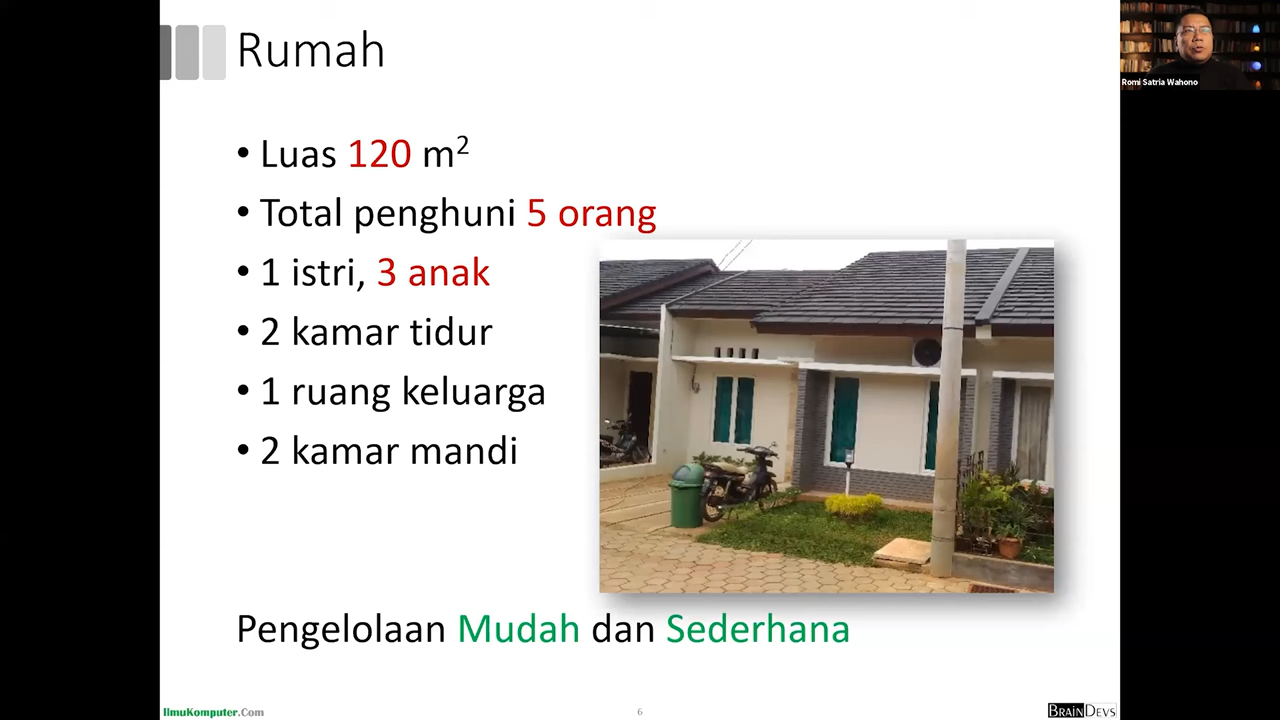 Rumah
Romi Satria Wahono
• Luas 120 m²
• Total penghuni 5 orang
• 1 istri, 3 anak
• 2 kamar tidur
• 1 ruang keluarga
• 2 kamar mandi
Pengelolaan Mudah dan Sederhana
IlmuKomputer.Com
6
BRAINDEVS